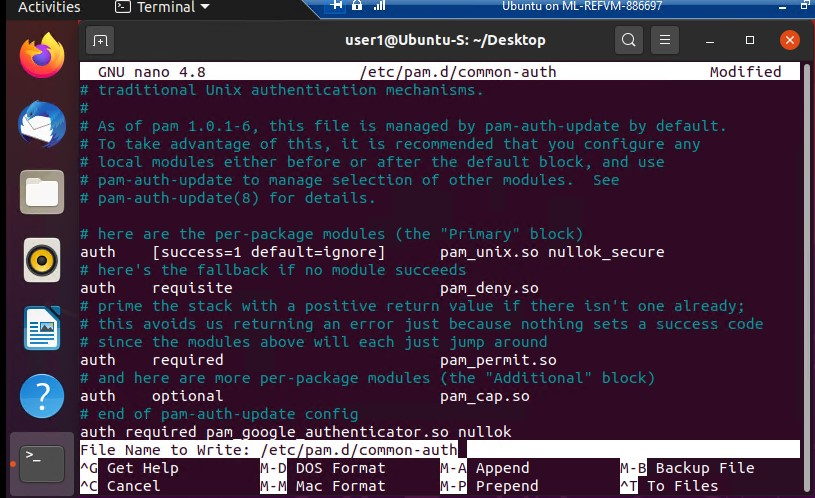 Activities Terminal Ubuntu on ML-REFVM-886697
user1@Ubuntu-S: ~/Desktop
GNU nano 4.8 /etc/pam.d/common-auth Modified
# traditional Unix authentication mechanisms.
#
# As of pam 1.0.1-6, this file is managed by pam-auth-update by default.
# To take advantage of this, it is recommended that you configure any
# local modules either before or after the default block, and use
# pam-auth-update to manage selection of other modules.  See
# pam-auth-update(8) for details.
# here are the per-package modules (the "Primary" block)
auth    [success=1 default=ignore]      pam_unix.so nullok_secure
# here's the fallback if no module succeeds
auth    requisite                       pam_deny.so
# prime the stack with a positive return value if there isn't one already;
# this avoids us returning an error just because nothing sets a success code
# since the modules above will each just jump around
auth    required                        pam_permit.so
# and here are more per-package modules (the "Additional" block)
auth    optional                        pam_cap.so
# end of pam-auth-update config
auth required pam_google_authenticator.so nullok
File Name to Write: /etc/pam.d/common-auth
^G Get Help M-D DOS Format M-A Append M-B Backup File
^C Cancel M-M Mac Format M-P Prepend ^T To Files